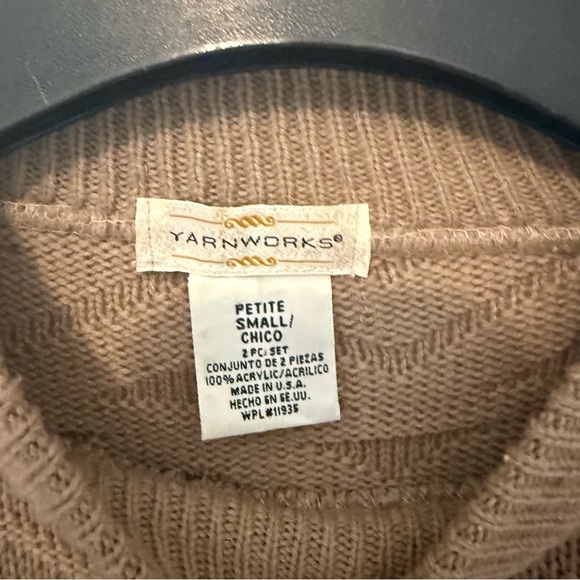 YARNWORKS®
PETITE
SMALL/
CHICO
2 PC. SET
CONJUNTO DE 2 PIEZAS
100% ACRYLIC/ACRILICO
MADE IN U.S.A.
HECHO EN EE.UU.
WPL#11935